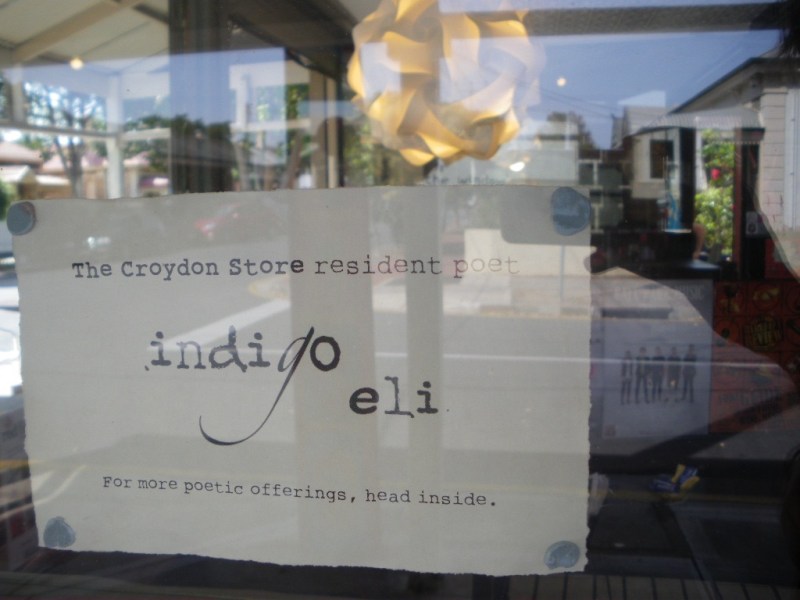 The Croydon Store resident poet
indigo
eli
For more poetic offerings, head inside.